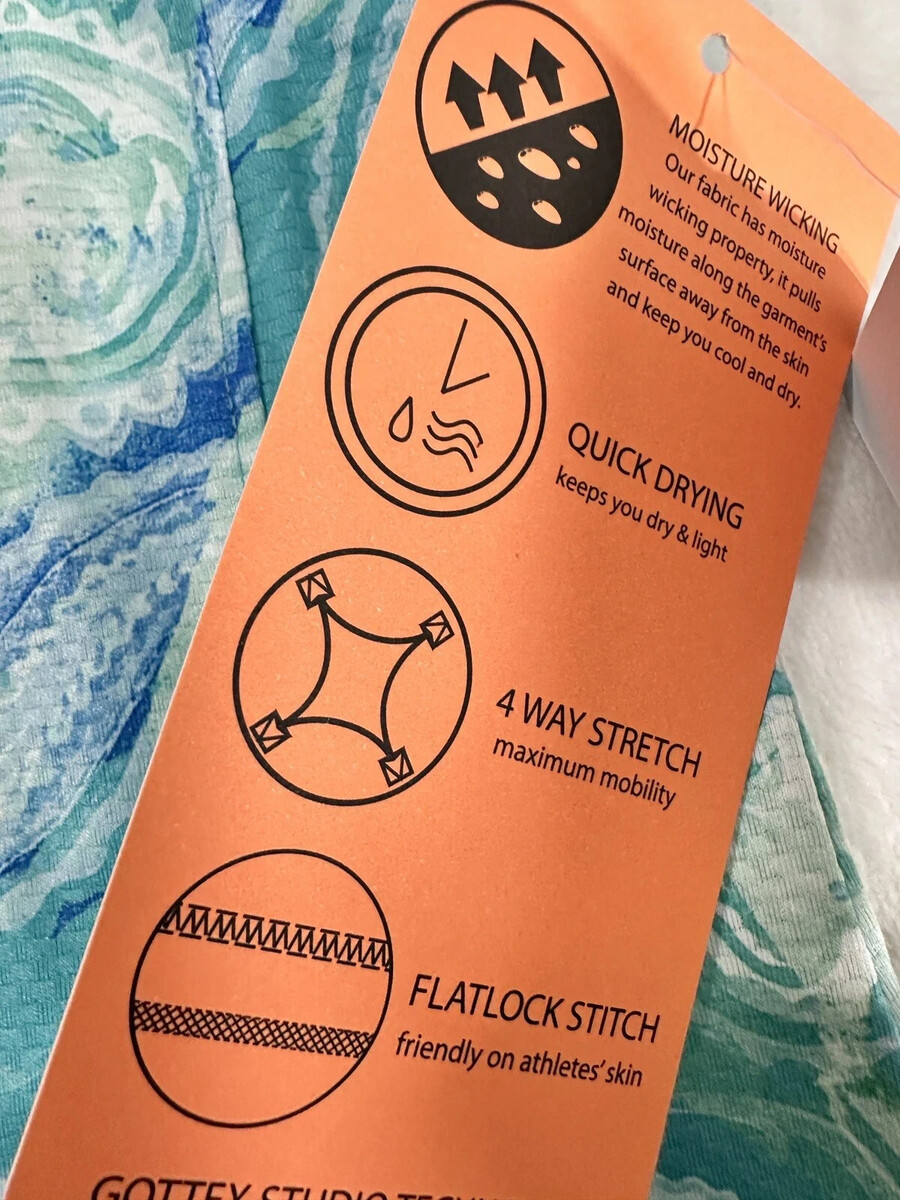 MOISTURE WICKING
Our fabric has moisture
wicking property, it pulls
moisture along the garment's
surface away from the skin
and keep you cool and dry.
QUICK DRYING
keeps you dry & light
4 WAY STRETCH
maximum mobility
FLATLOCK STITCH
friendly on athletes' skin
GOTTEX STUDIO